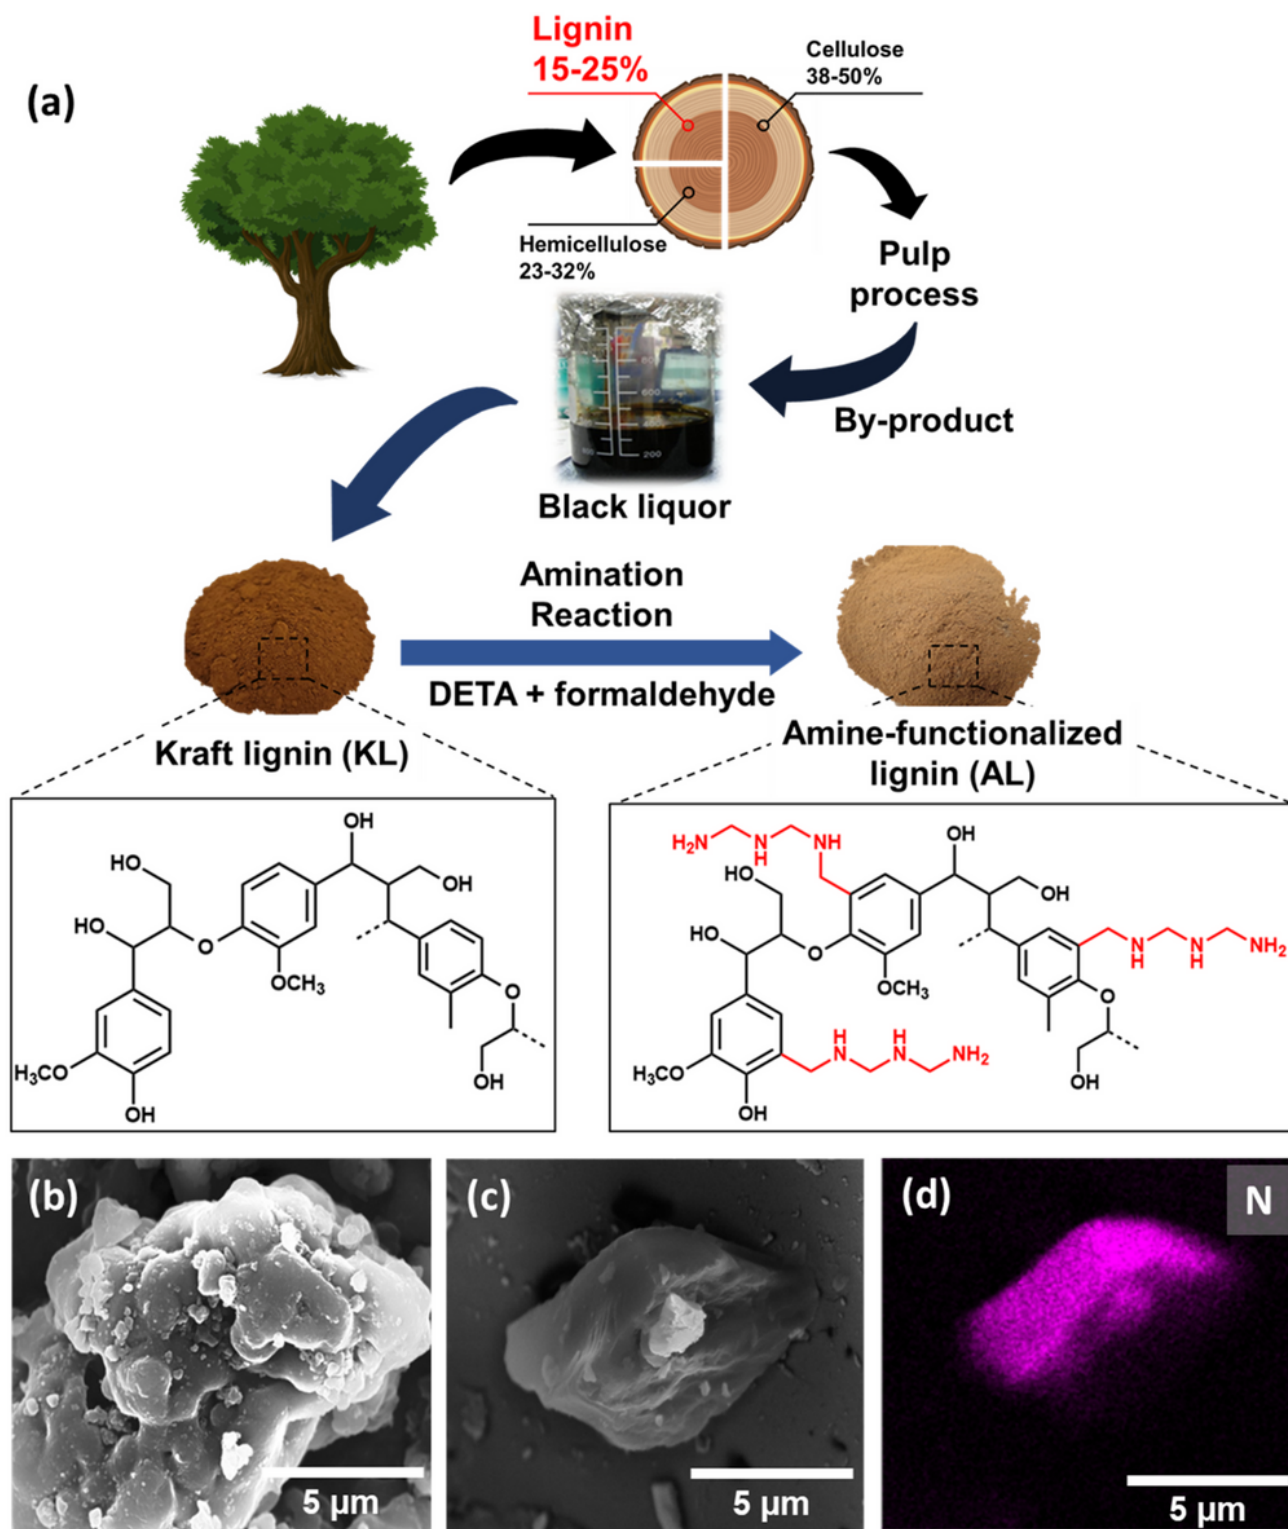 (a)
Lignin
15-25%
Cellulose
38-50%
Hemicellulose
23-32%
Pulp
process
By-product
600
200
Black liquor
Amination
Reaction
DETA + formaldehyde
Kraft lignin (KL)
Amine-functionalized
lignin (AL)
OH
HO
OH
HO
O
OCH3
O
H3CO
OH
OH
H2N
N
H
NH
OH
HO
OH
HO
O
OCH3
N
H
N
H
NH2
O
H
N
H
N
NH2
H3CO
OH
OH
(b)
5 μm
(c)
5 μm
(d)
N
5 μm